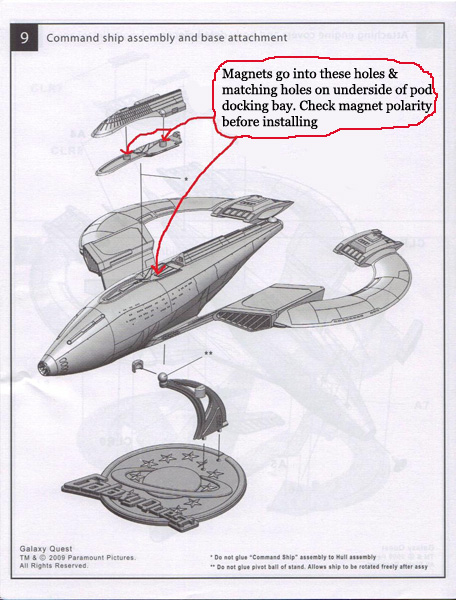 9 Command ship assembly and base attachment
Magnets go into these holes &
matching holes on underside of pod
docking bay. Check magnet polarity
before installing
*
**
Galaxy Quest
TM & © 2009 Paramount Pictures.
All Rights Reserved.
* Do not glue "Command Ship" assembly to Hull assembly
** Do not glue pivot ball of stand. Allows ship to be rotated freely after assy